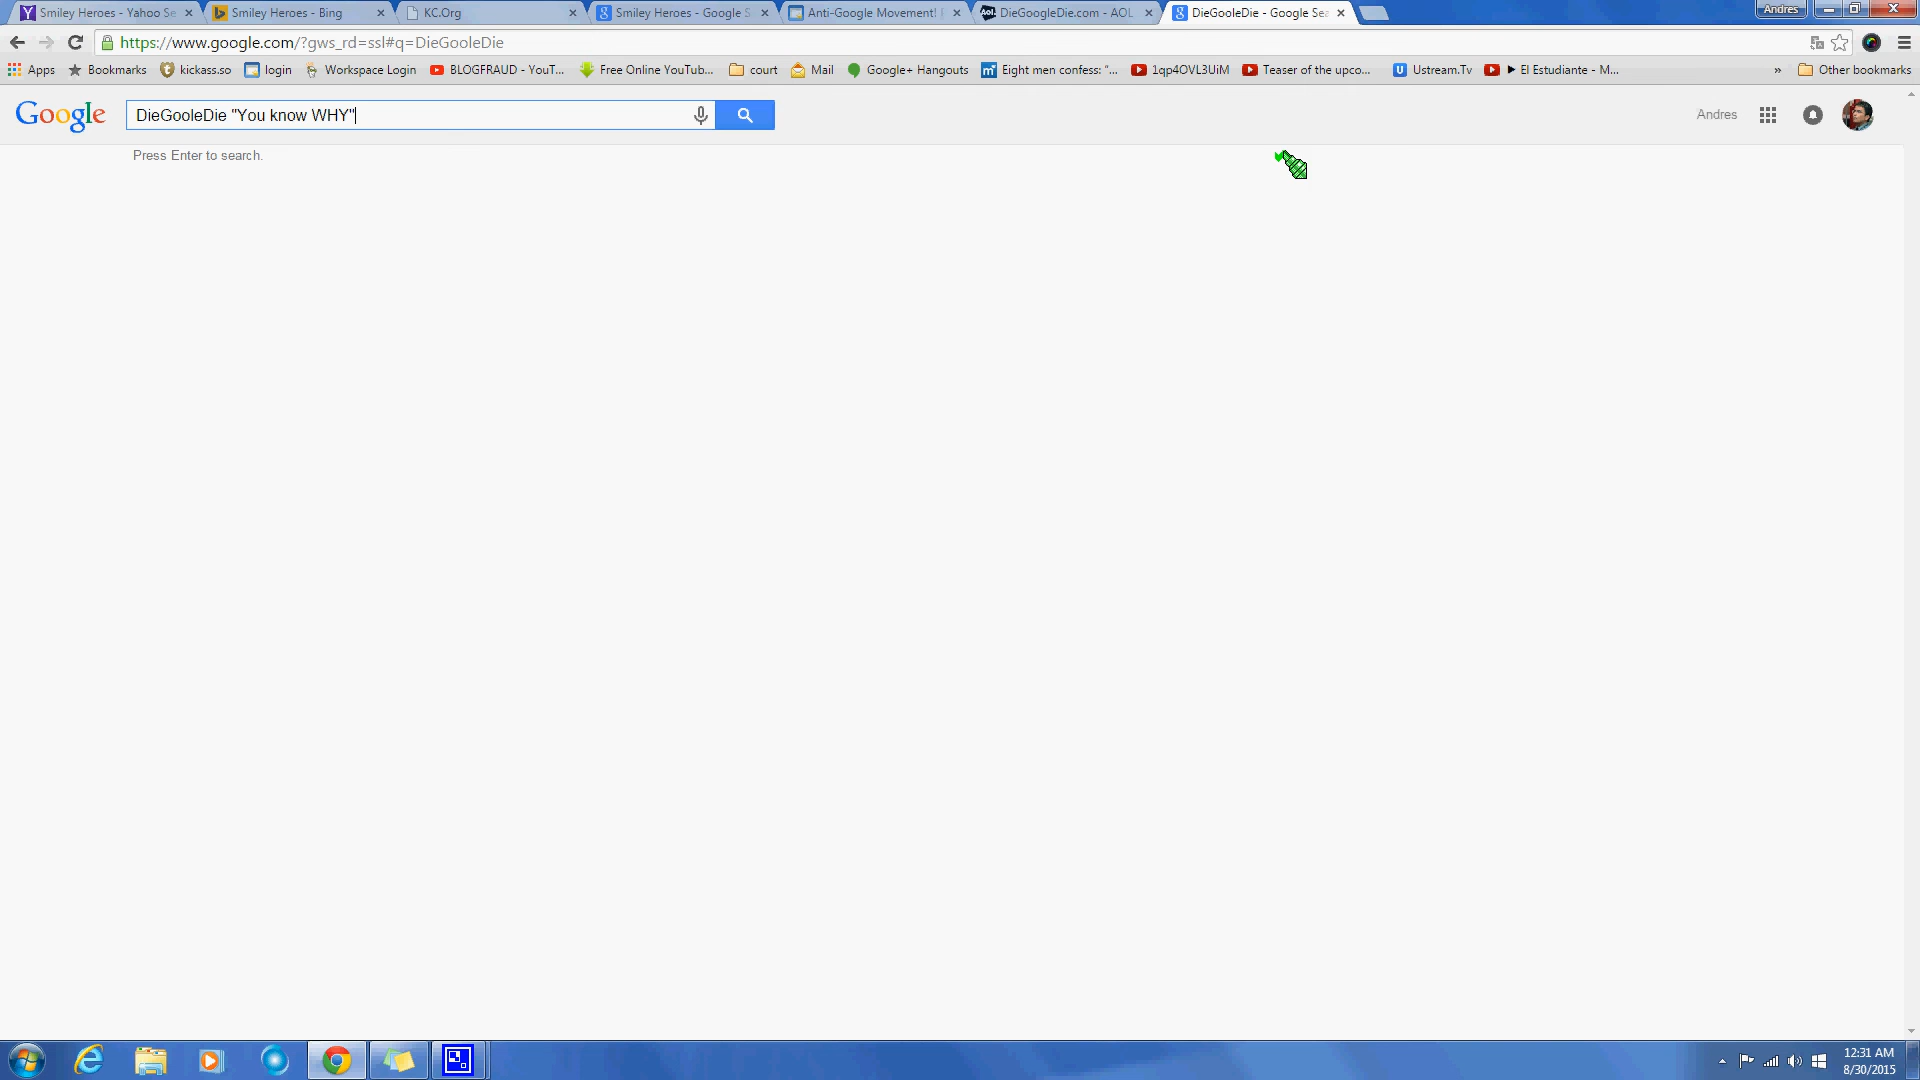 Smiley Heroes - Yahoo Se
Smiley Heroes - Bing
KC.Org
Smiley Heroes - Google S
Anti-Google Movement!
DieGoogleDie.com - AOL
DieGooleDie - Google Sea
Andres
https://www.google.com/?gws_rd=ssl#q=DieGooleDie
Apps
Bookmarks
kickass.so
login
Workspace Login
BLOGFRAUD - YouT...
Free Online YouTub...
court
Mail
Google+ Hangouts
Eight men confess: "...
1qp4OVL3UiM
Teaser of the upco...
Ustream.Tv
► El Estudiante - M...
» Other bookmarks
Google
DieGooleDie "You know WHY"
Andres
Press Enter to search.
12:31 AM
8/30/2015